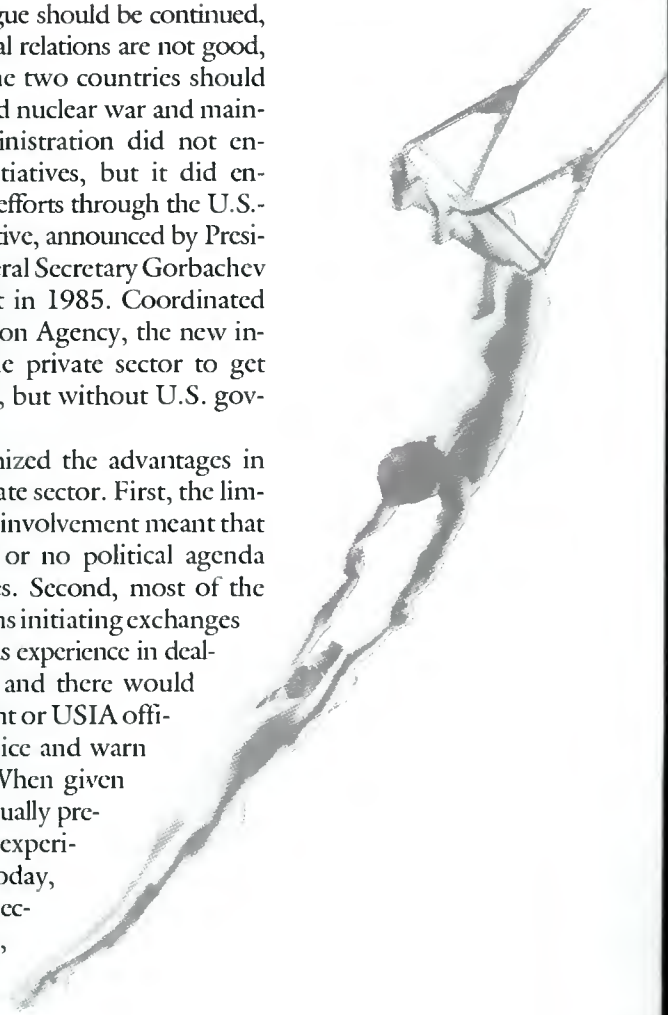 gue should be continued,
al relations are not good,
e two countries should
d nuclear war and main-
inistration did not en-
tiatives, but it did en-
efforts through the U.S.-
tive, announced by Presi-
eral Secretary Gorbachev
t in 1985. Coordinated
on Agency, the new in-
e private sector to get
, but without U.S. gov-
nized the advantages in
ate sector. First, the lim-
involvement meant that
or no political agenda
es. Second, most of the
ns initiating exchanges
s experience in deal-
and there would
nt or USIA offi-
ice and warn
When given
ually pre-
experi-
oday,
ec-
,